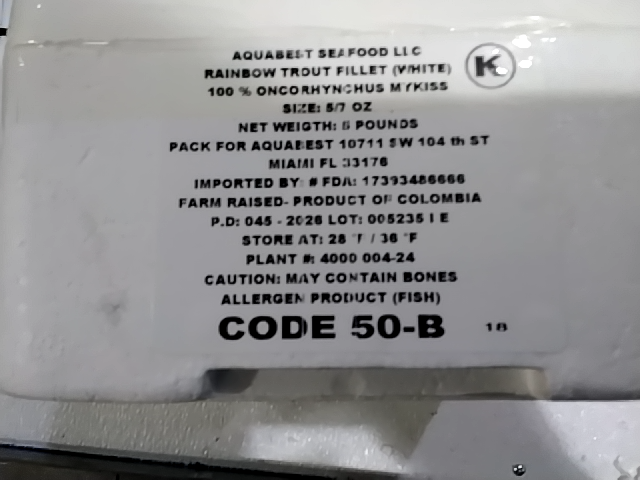 AQUABEST SEAFOOD LLC
RAINBOW TROUT FILLET (WHITE)
K
100 % ONCORHYNCHUS MYKISS
SIZE: 5/7 OZ
NET WEIGTH: 5 POUNDS
PACK FOR AQUABEST 10711 SW 104 th ST
MIAMI FL 33176
IMPORTED BY: # FDA: 17393486666
FARM RAISED- PRODUCT OF COLOMBIA
P.D: 045 - 2026 LOT: 005235 I E
STORE AT: 28 °F / 36 °F
PLANT #: 4000 004-24
CAUTION: MAY CONTAIN BONES
ALLERGEN PRODUCT (FISH)
CODE 50-B 18